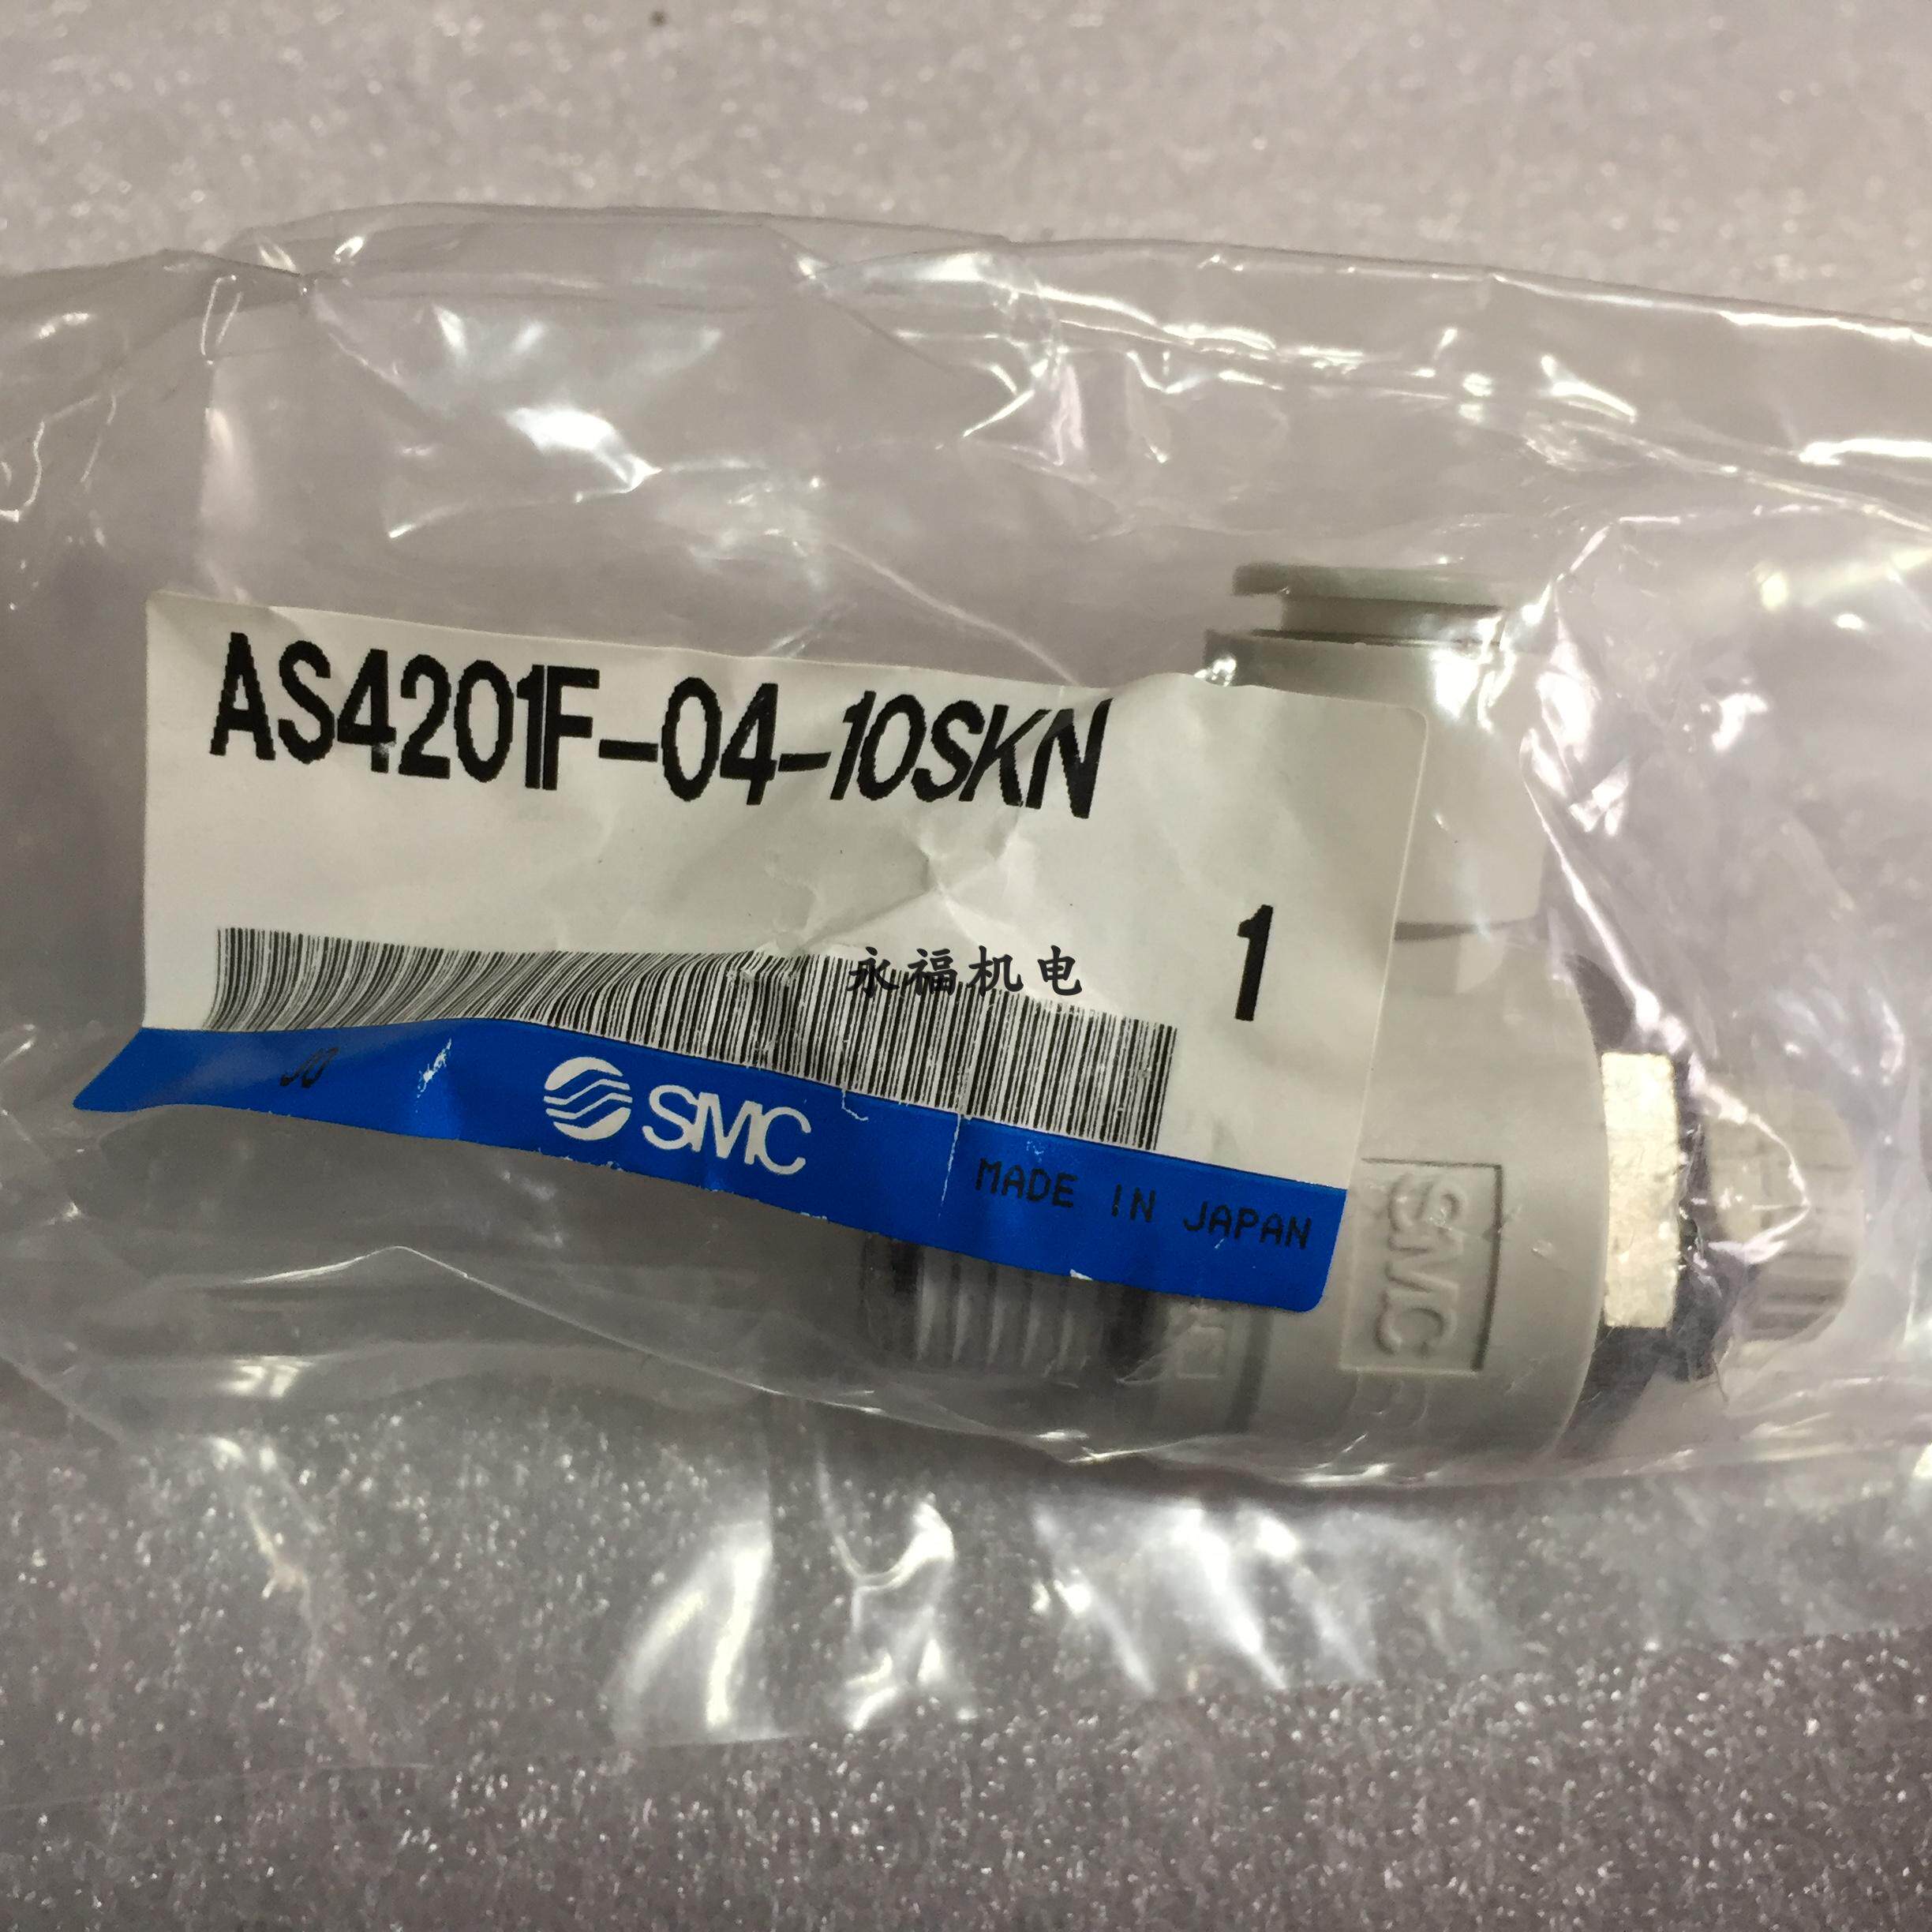 AS4201F-04-10SKN
1
永福机电
SMC
MADE IN JAPAN
SMC